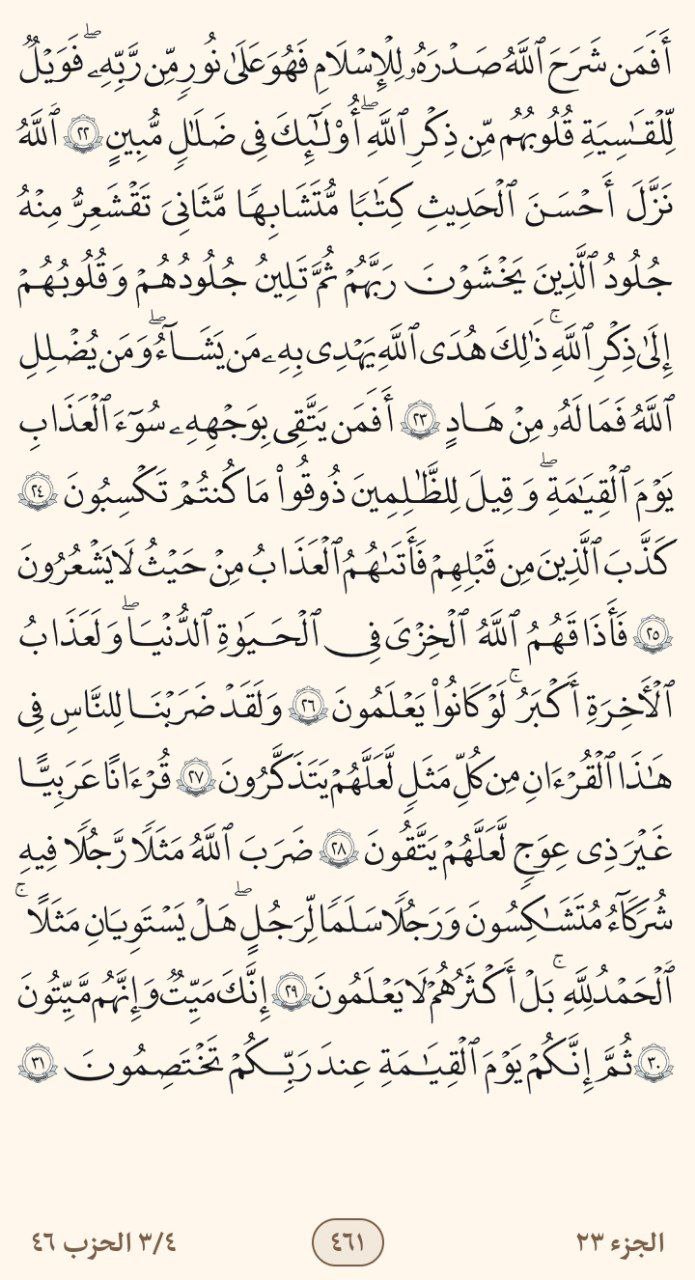 أَفَمَن شَرَحَ ٱللَّهُ صَدۡرَهُۥ لِلۡإِسۡلَٰمِ فَهُوَ عَلَىٰ نُورٖ مِّن رَّبِّهِۦۚ فَوَيۡلٞ
لِّلۡقَٰسِيَةِ قُلُوبُهُم مِّن ذِكۡرِ ٱللَّهِۚ أُوْلَٰٓئِكَ فِي ضَلَٰلٖ مُّبِينٍ ٢٢ ٱللَّهُ
نَزَّلَ أَحۡسَنَ ٱلۡحَدِيثِ كِتَٰبٗا مُّتَشَٰبِهٗا مَّثَانِيَ تَقۡشَعِرُّ مِنۡهُ
جُلُودُ ٱلَّذِينَ يَخۡشَوۡنَ رَبَّهُمۡ ثُمَّ تَلِينُ جُلُودُهُمۡ وَقُلُوبُهُمۡ
إِلَىٰ ذِكۡرِ ٱللَّهِۚ ذَٰلِكَ هُدَى ٱللَّهِ يَهۡدِي بِهِۦ مَن يَشَآءُۖ وَمَن يُضۡلِلِ
ٱللَّهُ فَمَا لَهُۥ مِنۡ هَادٍ ٢٣ أَفَمَن يَتَّقِي بِوَجۡهِهِۦ سُوٓءَ ٱلۡعَذَابِ
يَوۡمَ ٱلۡقِيَٰمَةِۖ وَقِيلَ لِلظَّٰلِمِينَ ذُوقُواْ مَا كُنتُمۡ تَكۡسِبُونَ ٢٤
كَذَّبَ ٱلَّذِينَ مِن قَبۡلِهِمۡ فَأَتَىٰهُمُ ٱلۡعَذَابُ مِنۡ حَيۡثُ لَا يَشۡعُرُونَ
٢٥ فَأَذَاقَهُمُ ٱللَّهُ ٱلۡخِزۡيَ فِي ٱلۡحَيَوٰةِ ٱلدُّنۡيَاۖ وَلَعَذَابُ
ٱلۡأٓخِرَةِ أَكۡبَرُۚ لَوۡ كَانُواْ يَعۡلَمُونَ ٢٦ وَلَقَدۡ ضَرَبۡنَا لِلنَّاسِ فِي
هَٰذَا ٱلۡقُرۡءَانِ مِن كُلِّ مَثَلٖ لَّعَلَّهُمۡ يَتَذَكَّرُونَ ٢٧ قُرۡءَانًا عَرَبِيًّا
غَيۡرَ ذِي عِوَجٖ لَّعَلَّهُمۡ يَتَّقُونَ ٢٨ ضَرَبَ ٱللَّهُ مَثَلٗا رَّجُلٗا فِيهِ
شُرَكَآءُ مُتَشَٰكِسُونَ وَرَجُلٗا سَلَمٗا لِّرَجُلٍ هَلۡ يَسۡتَوِيَانِ مَثَلًاۚ
ٱلۡحَمۡدُ لِلَّهِۚ بَلۡ أَكۡثَرُهُمۡ لَا يَعۡلَمُونَ ٢٩ إِنَّكَ مَيِّتٞ وَإِنَّهُم مَّيِّتُونَ
٣٠ ثُمَّ إِنَّكُمۡ يَوۡمَ ٱلۡقِيَٰمَةِ عِندَ رَبِّكُمۡ تَخۡتَصِمُونَ ٣١
الجزء ٢٣ ٤٦١ ٣/٤ الحزب ٤٦